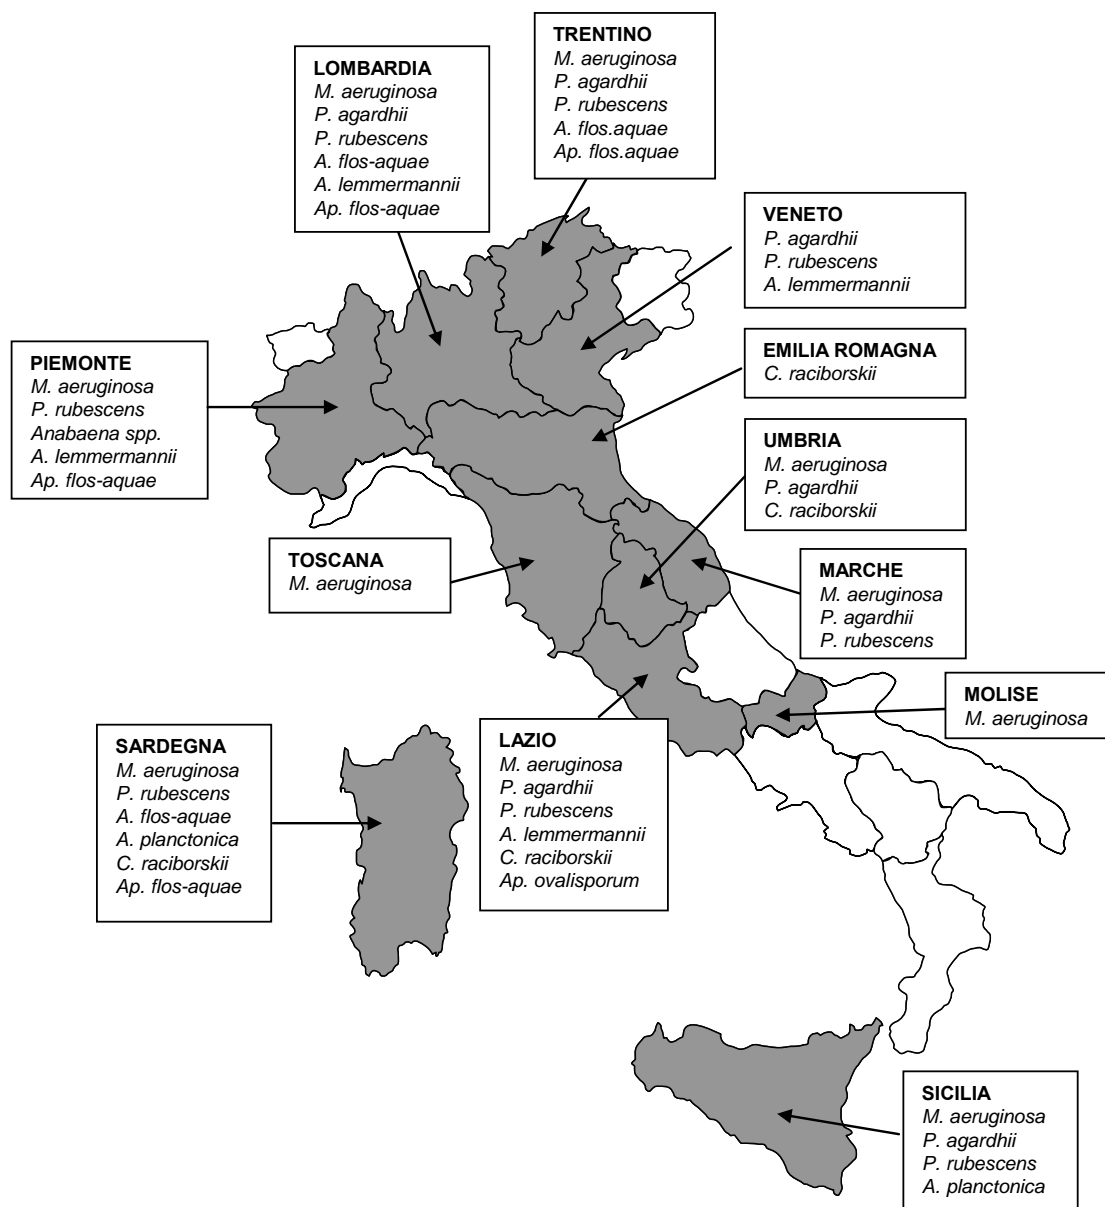 TRENTINO
M. aeruginosa
P. agardhii
P. rubescens
A. flos.aquae
Ap. flos.aquae
LOMBARDIA
M. aeruginosa
P. agardhii
P. rubescens
A. flos-aquae
A. lemmermannii
Ap. flos-aquae
VENETO
P. agardhii
P. rubescens
A. lemmermannii
EMILIA ROMAGNA
C. raciborskii
PIEMONTE
M. aeruginosa
P. rubescens
Anabaena spp.
A. lemmermannii
Ap. flos-aquae
UMBRIA
M. aeruginosa
P. agardhii
C. raciborskii
TOSCANA
M. aeruginosa
MARCHE
M. aeruginosa
P. agardhii
P. rubescens
MOLISE
M. aeruginosa
SARDEGNA
M. aeruginosa
P. rubescens
A. flos-aquae
A. planctonica
C. raciborskii
Ap. flos-aquae
LAZIO
M. aeruginosa
P. agardhii
P. rubescens
A. lemmermannii
C. raciborskii
Ap. ovalisporum
SICILIA
M. aeruginosa
P. agardhii
P. rubescens
A. planctonica